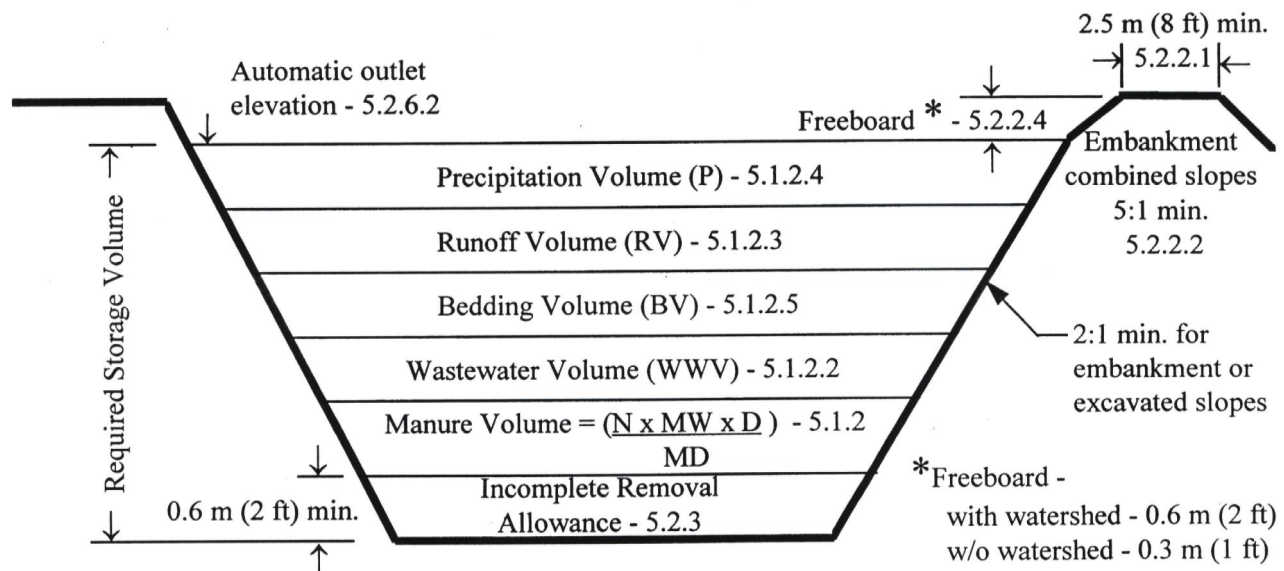 2.5 m (8 ft) min.
5.2.2.1
Automatic outlet
elevation - 5.2.6.2
Freeboard * - 5.2.2.4
Embankment
combined slopes
5:1 min.
5.2.2.2
Precipitation Volume (P) - 5.1.2.4
Runoff Volume (RV) - 5.1.2.3
Bedding Volume (BV) - 5.1.2.5
Wastewater Volume (WWV) - 5.1.2.2
Manure Volume = (N x MW x D ) - 5.1.2
MD
Incomplete Removal
Allowance - 5.2.3
Required Storage Volume
0.6 m (2 ft) min.
2:1 min. for
embankment or
excavated slopes
*Freeboard -
with watershed - 0.6 m (2 ft)
w/o watershed - 0.3 m (1 ft)